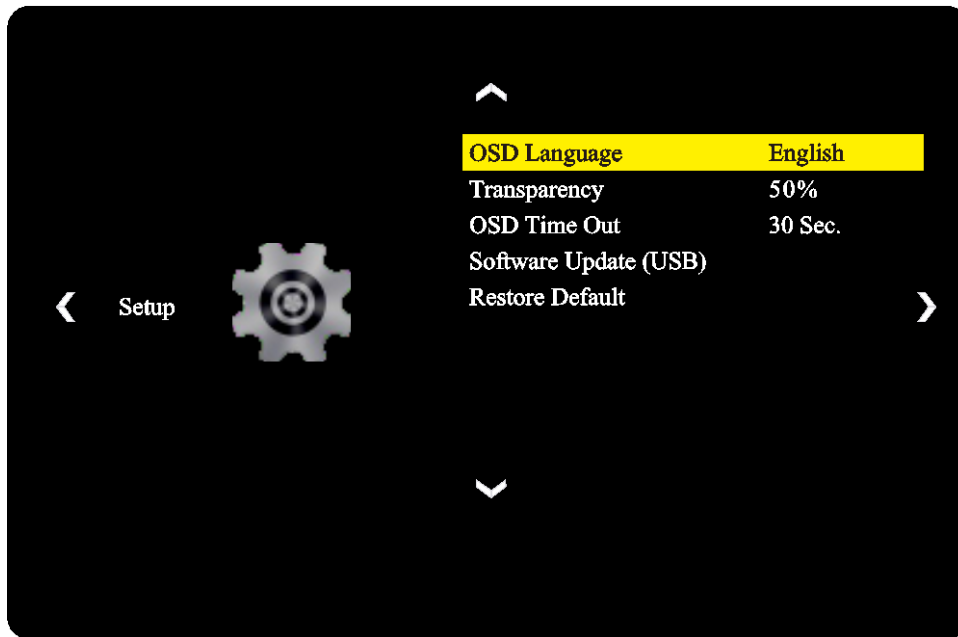 OSD Language English
Transparency 50%
OSD Time Out 30 Sec.
Software Update (USB)
Restore Default
Setup